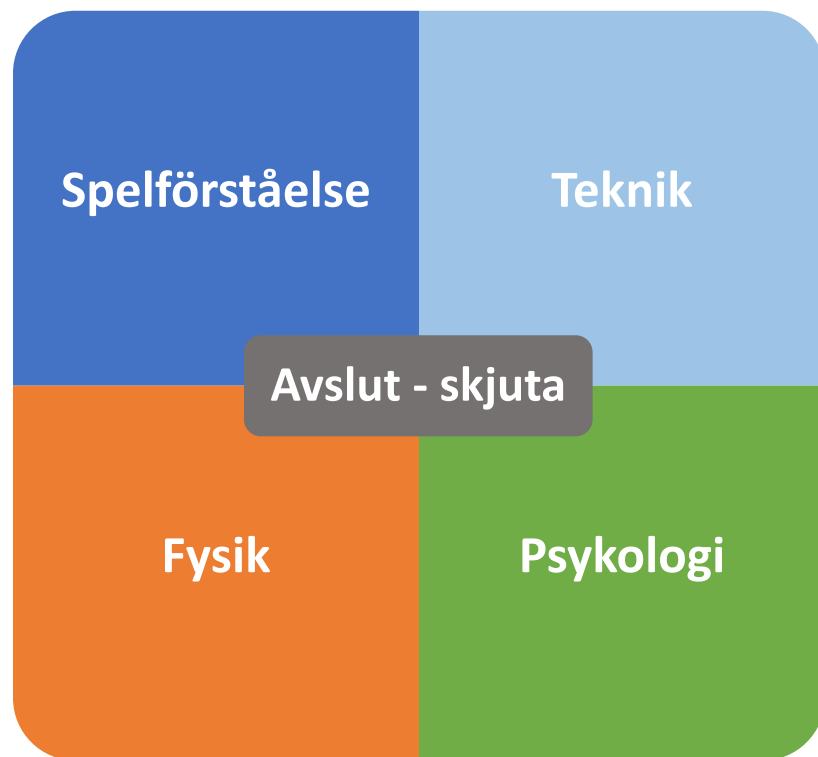 Spelförståelse
Teknik
Avslut - skjuta
Fysik
Psykologi